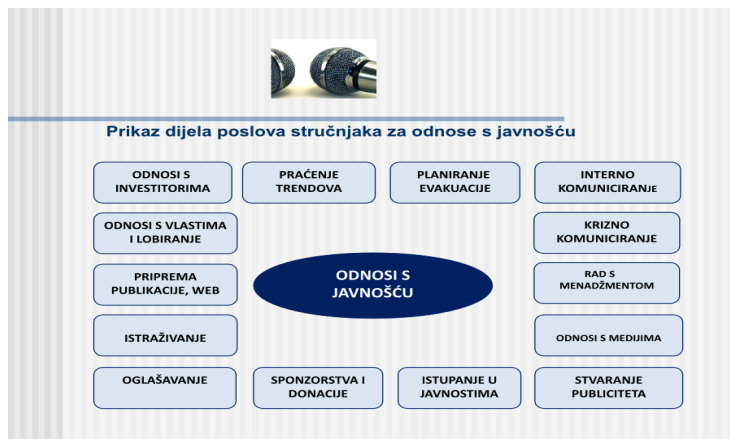 Prikaz dijela poslova stručnjaka za odnose s javnošću
ODNOSI S
INVESTITORIMA
PRAĆENJE
TRENDOVA
PLANIRANJE
EVAKUACIJE
INTERNO
KOMUNICIRANJE
ODNOSI S VLASTIMA
I LOBIRANJE
KRIZNO
KOMUNICIRANJE
PRIPREMA
PUBLIKACIJE, WEB
ODNOSI S
JAVNOŠĆU
RAD S
MENADŽMENTOM
ISTRAŽIVANJE
ODNOSI S MEDIJIMA
OGLAŠAVANJE
SPONZORSTVA I
DONACIJE
ISTUPANJE U
JAVNOSTIMA
STVARANJE
PUBLICITETA